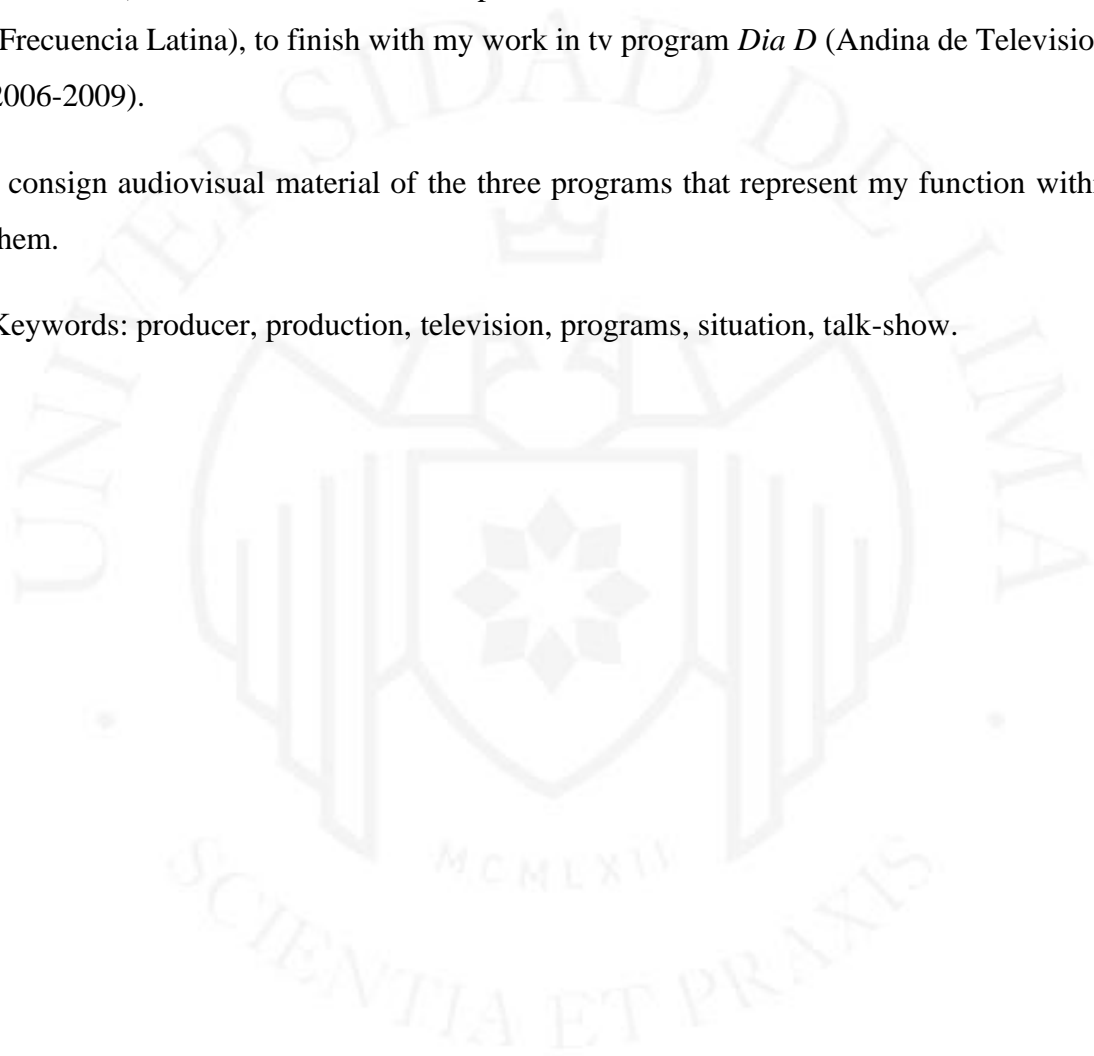 Frecuencia Latina), to finish with my work in tv program Dia D (Andina de Televisio
2006-2009).
consign audiovisual material of the three programs that represent my function with
hem.
Keywords: producer, production, television, programs, situation, talk-show.
UNIVERSIDAD DE LIMA
MCMLXII
SCIENTIA ET PRAXIS